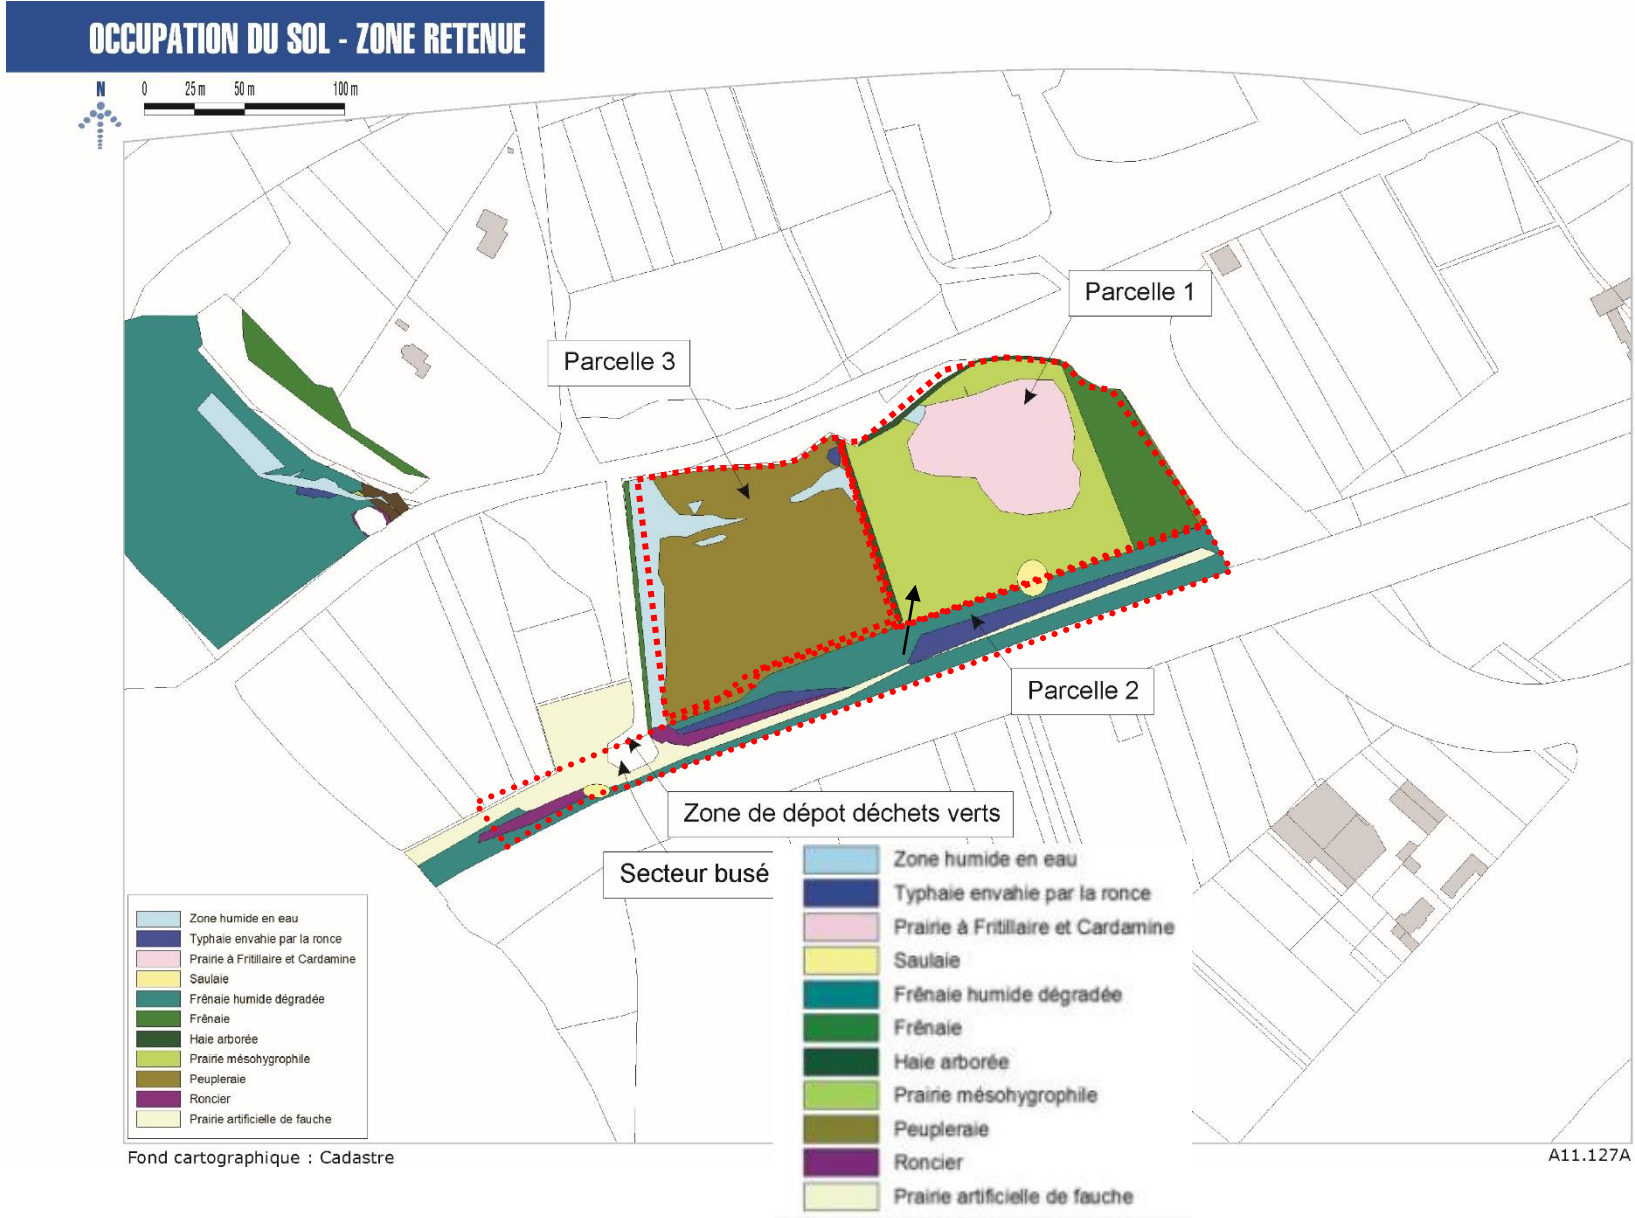 OCCUPATION DU SOL - ZONE RETENUE
N
0 25 m 50 m 100 m
Parcelle 1
Parcelle 3
Parcelle 2
Zone de dépot déchets verts
Secteur busé
Zone humide en eau
Typhaie envahie par la ronce
Prairie à Fritillaire et Cardamine
Saulaie
Frênaie humide dégradée
Frênaie
Haie arborée
Prairie mésohygrophile
Peupleraie
Roncier
Prairie artificielle de fauche
Zone humide en eau
Typhaie envahie par la ronce
Prairie à Fritillaire et Cardamine
Saulaie
Frênaie humide dégradée
Frênaie
Haie arborée
Prairie mésohygrophile
Peupleraie
Roncier
Prairie artificielle de fauche
Fond cartographique : Cadastre
A11.127A